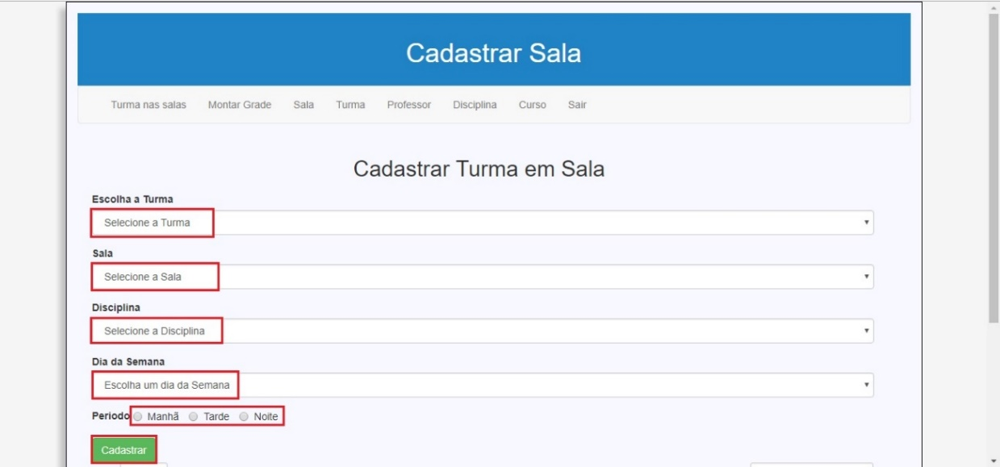 Cadastrar Sala
Turma nas salas Montar Grade Sala Turma Professor Disciplina Curso Sair
Cadastrar Turma em Sala
Escolha a Turma
Selecione a Turma
Sala
Selecione a Sala
Disciplina
Selecione a Disciplina
Dia da Semana
Escolha um dia da Semana
Periodo Manhã Tarde Noite
Cadastrar